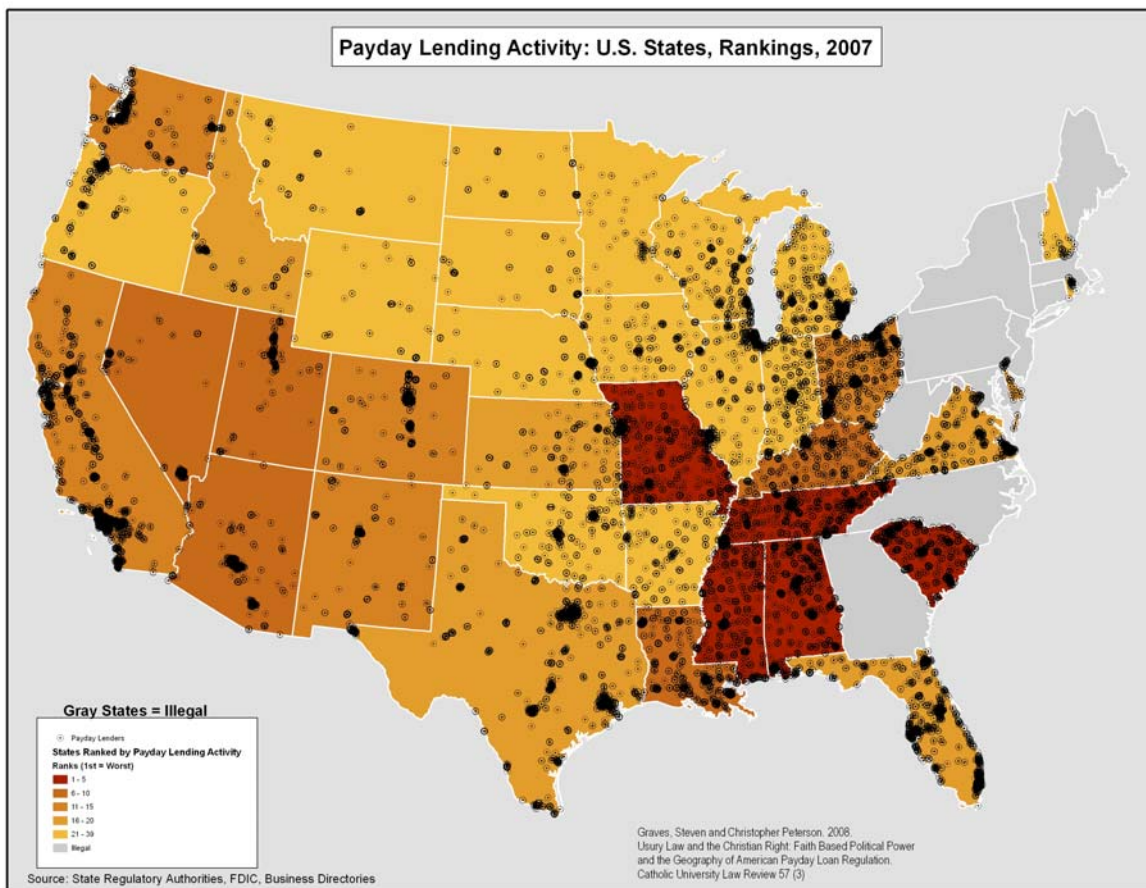 Payday Lending Activity: U.S. States, Rankings, 2007
Gray States = Illegal
Payday Lenders
States Ranked by Payday Lending Activity
Ranks (1st = Worst)
1 - 5
6 - 10
11 - 15
16 - 20
21 - 39
Illegal
Source: State Regulatory Authorities, FDIC, Business Directories
Graves, Steven and Christopher Peterson. 2008.
Usury Law and the Christian Right: Faith Based Political Power
and the Geography of American Payday Loan Regulation.
Catholic University Law Review 57 (3)